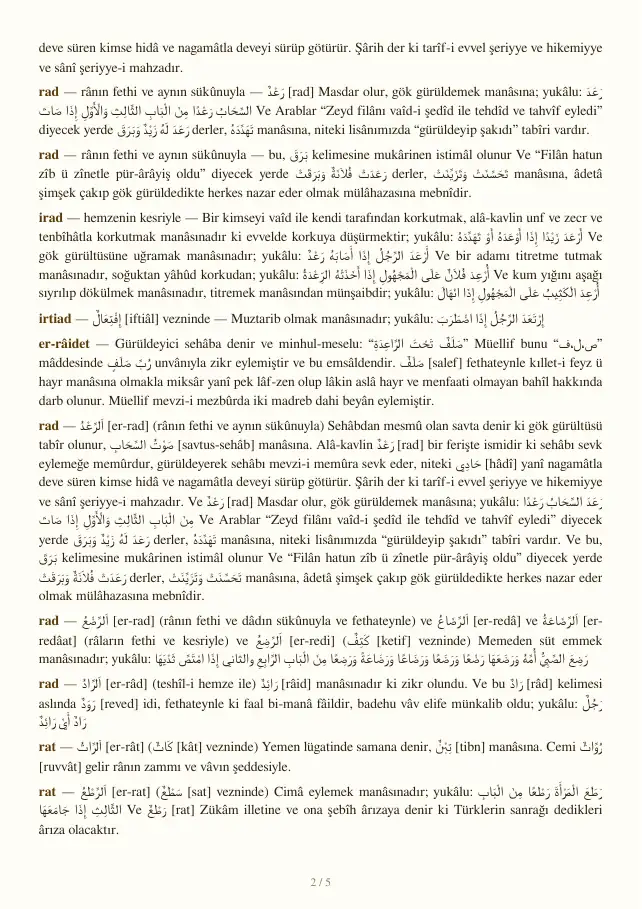 deve süren kimse hidâ ve nagamâtla deveyi sürüp götürür. Şârih der ki tarîf-i evvel şeriyye ve hikemiyye
ve sânî şeriyye-i mahzadır.
rad — rânın fethi ve aynın sükûnuyla — رَعْدٌ [rad] Masdar olur, gök gürüldemek manâsına; yukâlu: رَعَدَ
السَّحَابُ رَعْدًا مِنَ الْبَابِ الثَّالِثِ وَالْأَوَّلِ إِذَا صَاتَ Ve Arablar “Zeyd filânı vaîd-i şedîd ile tehdîd ve tahvîf eyledi”
diyecek yerde رَعَدَ لَهُ زَيْدٌ وَبَرَقَ derler, تَهَدَّدَهُ manâsına, niteki lisânımızda “gürüldeyip şakıdı” tabîri vardır.
rad — rânın fethi ve aynın sükûnuyla — bu, بَرَقَ kelimesine mukârinen istimâl olunur Ve “Filân hatun
zîb ü zînetle pür-ârâyiş oldu” diyecek yerde رَعَدَتْ فُلاَنَةٌ وَبَرَقَتْ derler, تَحَسَّنَتْ وَتَزَيَّنَتْ manâsına, âdetâ
şimşek çakıp gök gürüldedikte herkes nazar eder olmak mülâhazasına mebnîdir.
irad — hemzenin kesriyle — Bir kimseyi vaîd ile kendi tarafından korkutmak, alâ-kavlin unf ve zecr ve
tenbîhâtla korkutmak manâsınadır ki evvelde korkuya düşürmektir; yukâlu: أَرْعَدَ زَيْدًا إِذَا أَوْعَدَهُ أَوْ تَهَدَّدَهُ Ve
gök gürültüsüne uğramak manâsınadır; yukâlu: أَرْعَدَ الرَّجُلُ إِذَا أَصَابَهُ رَعْدٌ Ve bir adamı titretme tutmak
manâsınadır, soğuktan yâhûd korkudan; yukâlu: أُرْعِدَ فُلاَنٌ عَلَى الْمَجْهُولِ إِذَا أَخَذَتْهُ الرَّعْدَةُ Ve kum yığını aşağı
sıyrılıp dökülmek manâsınadır, titremek manâsından münşaibdir; yukâlu: أُرْعِدَ الْكَثِيبُ عَلَى الْمَجْهُولِ إِذَا انْهَالَ
irtiad — إِفْتِعَالٌ [iftiâl] vezninde — Muztarib olmak manâsınadır; yukâlu: إِرْتَعَدَ الرَّجُلُ إِذَا اضْطَرَبَ
er-râidet — Gürüldeyici sehâba denir ve minhul-meselu: “صَلَفٌ تَحْتَ الرَّاعِدَةِ” Müellif bunu “ص،ل،ف”
mâddesinde رُبَّ صَلَفٍ unvânıyla zikr eylemiştir ve bu emsâldendir. صَلَفٌ [salef] fethateynle kıllet-i feyz ü
hayr manâsına olmakla miksâr yanî pek lâf-zen olup lâkin aslâ hayr ve menfaati olmayan bahîl hakkında
darb olunur. Müellif mevzi-i mezbûrda iki madreb dahi beyân eylemiştir.
rad — اَلرَّعْدُ [er-rad] (rânın fethi ve aynın sükûnuyla) Sehâbdan mesmû olan savta denir ki gök gürültüsü
tabîr olunur, صَوْتُ السَّحَابِ [savtus-sehâb] manâsına. Alâ-kavlin رَعْدٌ [rad] bir ferişte ismidir ki sehâbı sevk
eylemeğe memûrdur, gürüldeyerek sehâbı mevzi-i memûra sevk eder, niteki حَادِي [hâdî] yanî nagamâtla
deve süren kimse hidâ ve nagamâtla deveyi sürüp götürür. Şârih der ki tarîf-i evvel şeriyye ve hikemiyye
ve sânî şeriyye-i mahzadır. Ve رَعْدٌ [rad] Masdar olur, gök gürüldemek manâsına; yukâlu: رَعَدَ السَّحَابُ رَعْدًا
مِنَ الْبَابِ الثَّالِثِ وَالْأَوَّلِ إِذَا صَاتَ Ve Arablar “Zeyd filânı vaîd-i şedîd ile tehdîd ve tahvîf eyledi” diyecek
yerde رَعَدَ لَهُ زَيْدٌ وَبَرَقَ derler, تَهَدَّدَهُ manâsına, niteki lisânımızda “gürüldeyip şakıdı” tabîri vardır. Ve bu,
بَرَقَ kelimesine mukârinen istimâl olunur Ve “Filân hatun zîb ü zînetle pür-ârâyiş oldu” diyecek yerde
رَعَدَتْ فُلاَنَةٌ وَبَرَقَتْ derler, تَحَسَّنَتْ وَتَزَيَّنَتْ manâsına, âdetâ şimşek çakıp gök gürüldedikte herkes nazar eder
olmak mülâhazasına mebnîdir.
rad — اَلرَّضْعُ [er-rad] (rânın fethi ve dâdın sükûnuyla ve fethateynle) ve اَلرَّضَاعُ [er-redâ] ve اَلرَّضَاعَةُ [er-
redâat] (râların fethi ve kesriyle) ve اَلرَّضِعُ [er-redi] (كَتِفٌ [ketif] vezninde) Memeden süt emmek
manâsınadır; yukâlu: رَضِعَ الصَّبِيُّ أُمَّهُ وَرَضَعَهَا رَضْعًا وَرَضَعًا وَرَضَاعًا وَرَضَاعَةً وَرَضِعًا مِنَ الْبَابِ الرَّابِعِ وَالثَّانِي إِذَا امْتَصَّ ثَدْيَهَا
rad — اَلرَّادُ [er-râd] (teshîl-i hemze ile) رَائِدٌ [râid] manâsınadır ki zikr olundu. Ve bu رَادٌ [râd] kelimesi
aslında رَوَدٌ [reved] idi, fethateynle ki faal bi-manâ fâildir, badehu vâv elife münkalib oldu; yukâlu: رَجُلٌ
رَادٌ أَيْ رَائِدٌ
rat — اَلرَّاتُ [er-rât] (كَاتٌ [kât] vezninde) Yemen lügatinde samana denir, تِبْنٌ [tibn] manâsına. Cemi رُوَّاتٌ
[ruvvât] gelir rânın zammı ve vâvın şeddesiyle.
rat — اَلرَّطْعُ [er-rat] (سَطْعٌ [sat] vezninde) Cimâ eylemek manâsınadır; yukâlu: رَطَعَ الْمَرْأَةَ رَطْعًا مِنَ الْبَابِ
الثَّالِثِ إِذَا جَامَعَهَا Ve رَطْعٌ [rat] Zükâm illetine ve ona şebîh ârızaya denir ki Türklerin sanrağı dedikleri
ârıza olacaktır.
2 / 5